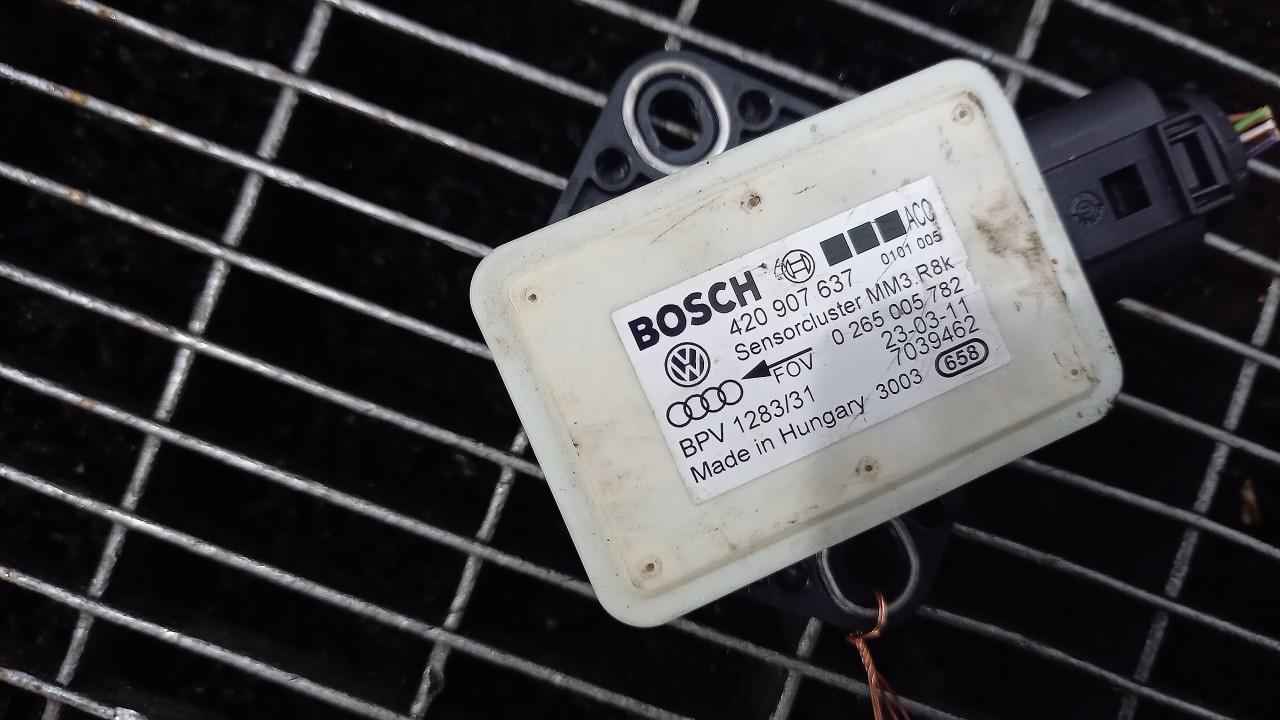 BOSCH
ACO
0101 005
420 907 637
Sensorcluster MM3.R8k
0 265 005 782
FOV
23-03-11
7039462
BPV 1283/31
Made in Hungary 3003 658